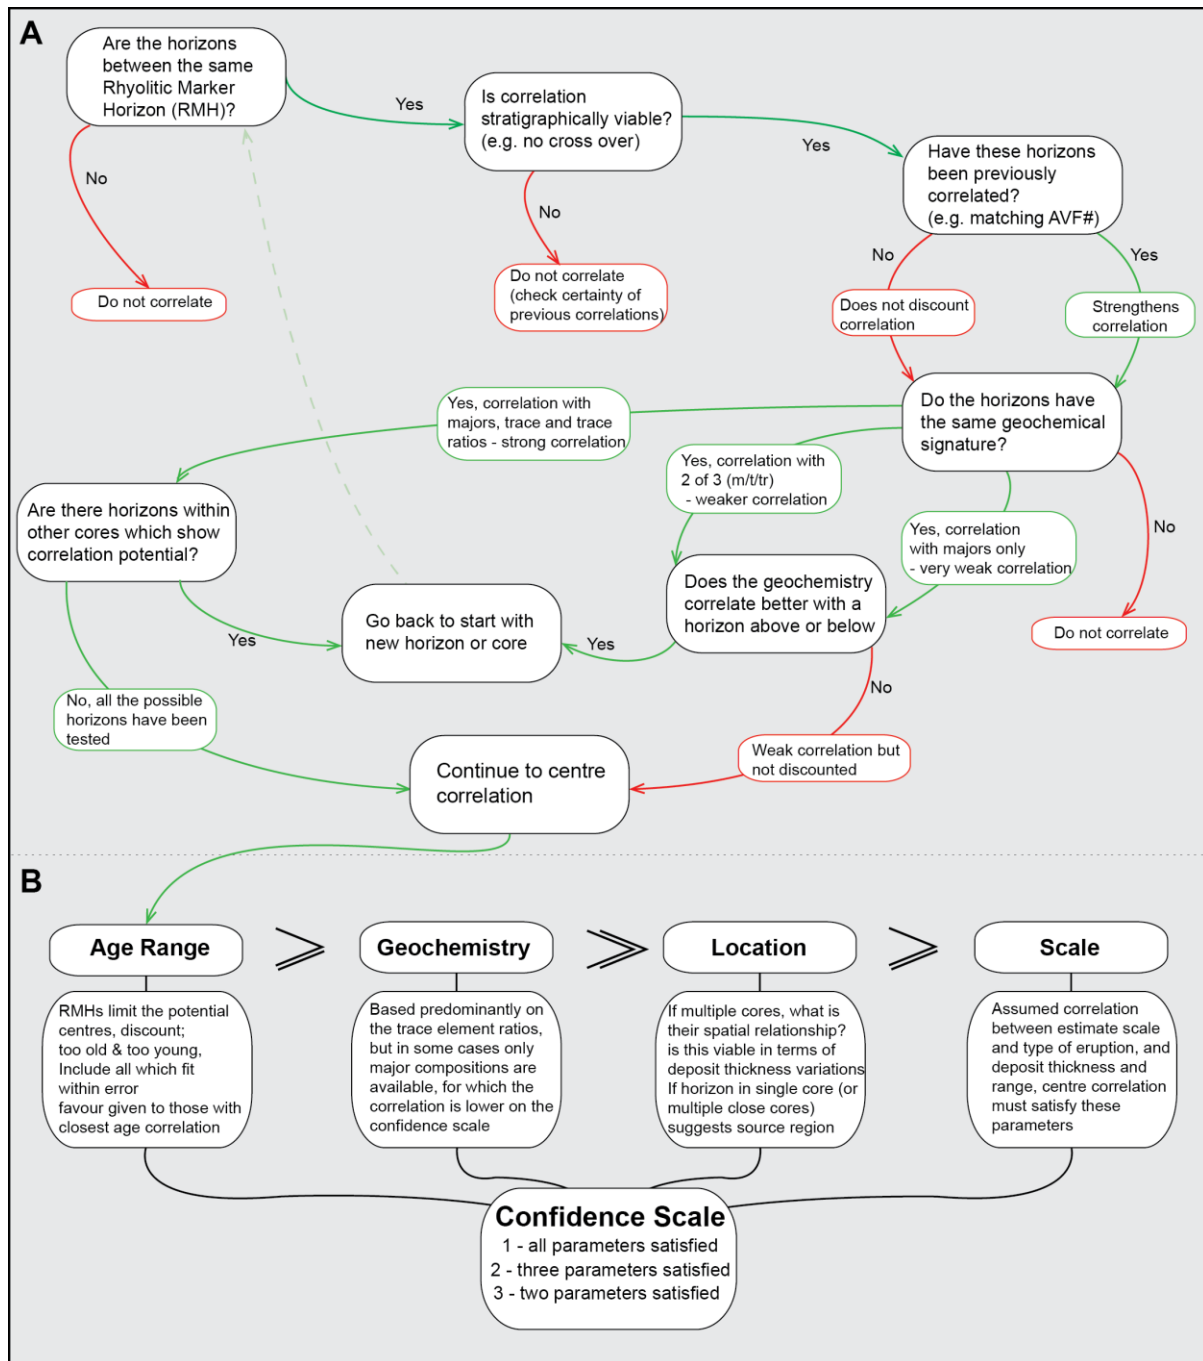 A
Are the horizons
between the same
Rhyolitic Marker
Horizon (RMH)?
Yes
Is correlation
stratigraphically viable?
(e.g. no cross over)
Yes
Have these horizons
been previously
correlated?
(e.g. matching AVF#)
No
Do not correlate
No
Do not correlate
(check certainty of
previous correlations)
No
Yes
Does not discount
correlation
Strengthens
correlation
Yes, correlation with
majors, trace and trace
ratios - strong correlation
Do the horizons have
the same geochemical
signature?
Yes, correlation with
2 of 3 (m/t/tr)
- weaker correlation
Yes, correlation
with majors only
- very weak correlation
No
Do not correlate
Are there horizons within
other cores which show
correlation potential?
Yes
Go back to start with
new horizon or core
Yes
Does the geochemistry
correlate better with a
horizon above or below
No
No, all the possible
horizons have been
tested
Weak correlation but
not discounted
Continue to centre
correlation
B
Age Range
>
Geochemistry
>>
Location
>
Scale
RMHs limit the potential
centres, discount;
too old & too young,
Include all which fit
within error
favour given to those with
closest age correlation
Based predominantly on
the trace element ratios,
but in some cases only
major compositions are
available, for which the
correlation is lower on the
confidence scale
If multiple cores, what is
their spatial relationship?
is this viable in terms of
deposit thickness variations
If horizon in single core (or
multiple close cores)
suggests source region
Assumed correlation
between estimate scale
and type of eruption, and
deposit thickness and
range, centre correlation
must satisfy these
parameters
Confidence Scale
1 - all parameters satisfied
2 - three parameters satisfied
3 - two parameters satisfied